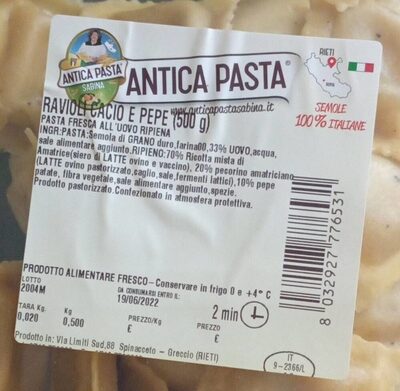 ANTICA PASTA
SABINA
ANTICA PASTA®
RIETI
ROMA
RAVIOLI CACIO E PEPE (500 g)
www.anticapastasabina.it
PASTA FRESCA ALL'UOVO RIPIENA
SEMOLE
100% ITALIANE
INGR:PASTA:Semola di GRANO duro,farina00,33% UOVO,acqua,
sale alimentare aggiunto.RIPIENO:70% Ricotta mista di
Amatrice(siero di LATTE ovino e vaccino), 20% pecorino amatriciano
(LATTE ovino pastorizzato,caglio,sale,fermenti lattici),10% pepe
patate, fibra vegetale,sale alimentare aggiunto,spezie.
Prodotto pastorizzato.Confezionato in atmosfera protettiva.
PRODOTTO ALIMENTARE FRESCO-Conservare in frigo 0 e +4° C
LOTTO
2004M
DA CONSUMARSI ENTRO IL:
19/06/2022
2 min
TARA Kg.
0,020
Kg
0,500
PREZZO/Kg
€
PREZZO
€
8 032927 776531
Prodotto in: Via Limiti Sud,88 Spinacceto - Greccio (RIETI)
IT
9-2366/L